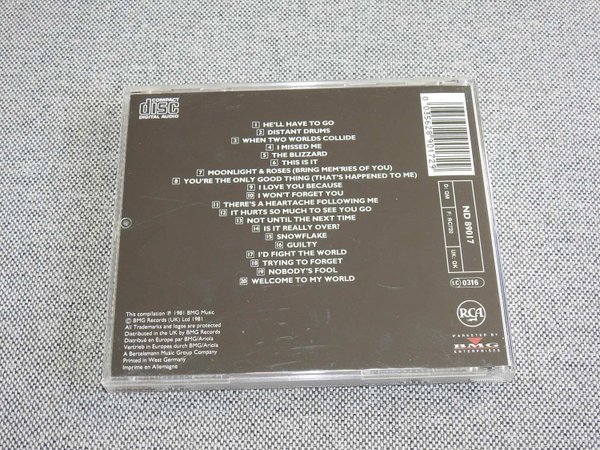 COMPACT
disc
DIGITAL AUDIO
1 HE'LL HAVE TO GO
2 DISTANT DRUMS
3 WHEN TWO WORLDS COLLIDE
4 I MISSED ME
5 THE BLIZZARD
6 THIS IS IT
7 MOONLIGHT & ROSES (BRING MEM'RIES OF YOU)
8 YOU'RE THE ONLY GOOD THING (THAT'S HAPPENED TO ME)
9 I LOVE YOU BECAUSE
10 I WON'T FORGET YOU
11 THERE'S A HEARTACHE FOLLOWING ME
12 IT HURTS SO MUCH TO SEE YOU GO
13 NOT UNTIL THE NEXT TIME
14 IS IT REALLY OVER?
15 SNOWFLAKE
16 GUILTY
17 I'D FIGHT THE WORLD
18 TRYING TO FORGET
19 NOBODY'S FOOL
20 WELCOME TO MY WORLD
This compilation ℗ 1981 BMG Music
© BMG Records (UK) Ltd 1981
All Trademarks and logos are protected
Distributed in the UK by BMG Records
Distribué en Europe par BMG/Ariola
Vertrieb in Europa durch BMG/Ariola
A Bertelsmann Music Group Company
Printed in West Germany
Imprimé en Allemagne
0 035628 901723
ND 89017
F: RC720
UK: OK
LC 0316
RCA
MARKETED BY
BMG
ENTERPRISES